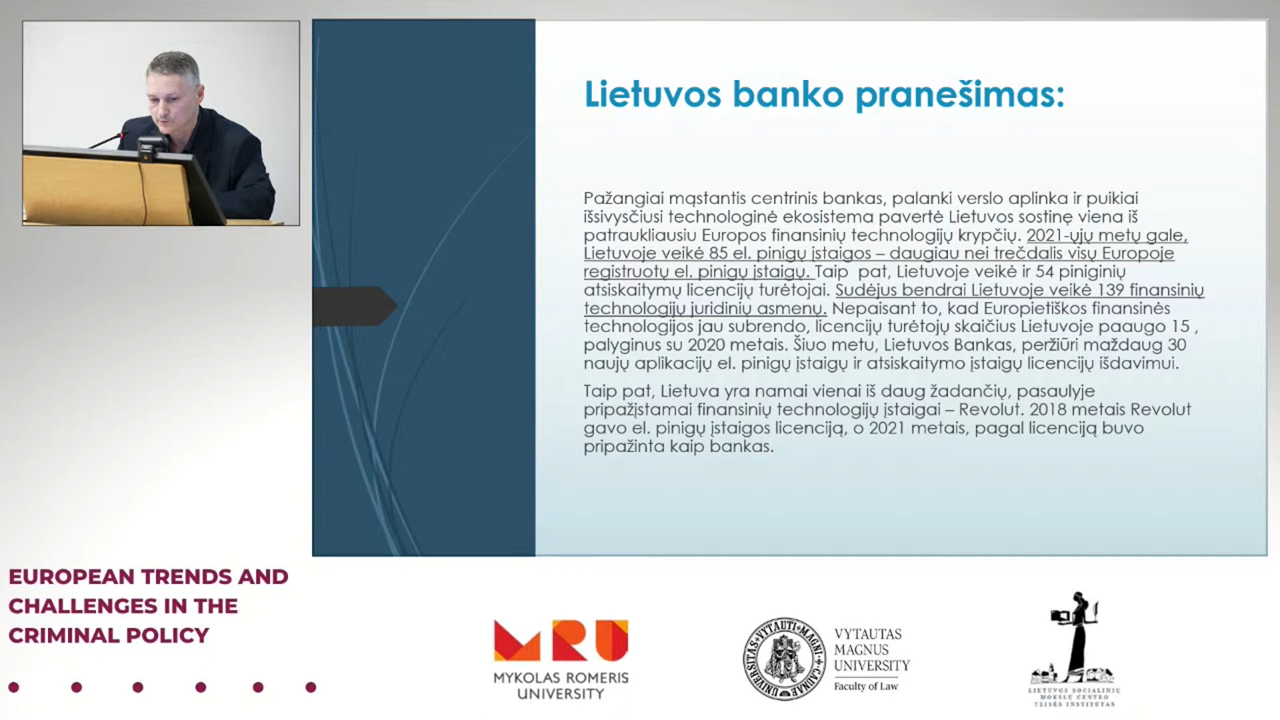 Lietuvos banko pranešimas:
Pažangiai mąstantis centrinis bankas, palanki verslo aplinka ir puikiai
išsivysčiusi technologinė ekosistema pavertė Lietuvos sostinę viena iš
patraukliausiu Europos finansinių technologijų krypčių. 2021-ųjų metų gale,
Lietuvoje veikė 85 el. pinigų įstaigos – daugiau nei trečdalis visų Europoje
registruotų el. pinigų įstaigų. Taip pat, Lietuvoje veikė ir 54 piniginių
atsiskaitymų licencijų turėtojai. Sudėjus bendrai Lietuvoje veikė 139 finansinių
technologijų juridinių asmenų. Nepaisant to, kad Europietiškos finansinės
technologijos jau subrendo, licencijų turėtojų skaičius Lietuvoje paaugo 15 ,
palyginus su 2020 metais. Šiuo metu, Lietuvos Bankas, peržiūri maždaug 30
naujų aplikacijų el. pinigų įstaigų ir atsiskaitymo įstaigų licencijų išdavimui.
Taip pat, Lietuva yra namai vienai iš daug žadančių, pasaulyje
pripažįstamai finansinių technologijų įstaigai – Revolut. 2018 metais Revolut
gavo el. pinigų įstaigos licenciją, o 2021 metais, pagal licenciją buvo
pripažinta kaip bankas.
EUROPEAN TRENDS AND
CHALLENGES IN THE
CRIMINAL POLICY
MRU
MYKOLAS ROMERIS
UNIVERSITY
VYTAUTAS
MAGNUS
UNIVERSITY
Faculty of Law
LIETUVOS SOCIALINIŲ
MOKSLŲ CENTRO
TEISĖS INSTITUTAS